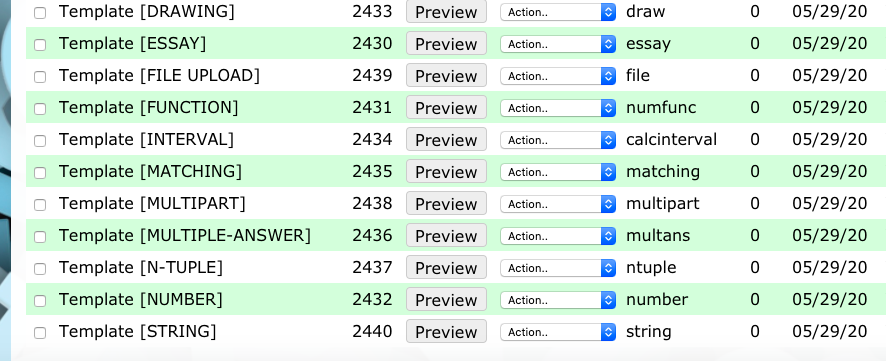 Template [DRAWING] 2433 Preview Action.. draw 0 05/29/20
Template [ESSAY] 2430 Preview Action.. essay 0 05/29/20
Template [FILE UPLOAD] 2439 Preview Action.. file 0 05/29/20
Template [FUNCTION] 2431 Preview Action.. numfunc 0 05/29/20
Template [INTERVAL] 2434 Preview Action.. calcinterval 0 05/29/20
Template [MATCHING] 2435 Preview Action.. matching 0 05/29/20
Template [MULTIPART] 2438 Preview Action.. multipart 0 05/29/20
Template [MULTIPLE-ANSWER] 2436 Preview Action.. multans 0 05/29/20
Template [N-TUPLE] 2437 Preview Action.. ntuple 0 05/29/20
Template [NUMBER] 2432 Preview Action.. number 0 05/29/20
Template [STRING] 2440 Preview Action.. string 0 05/29/20